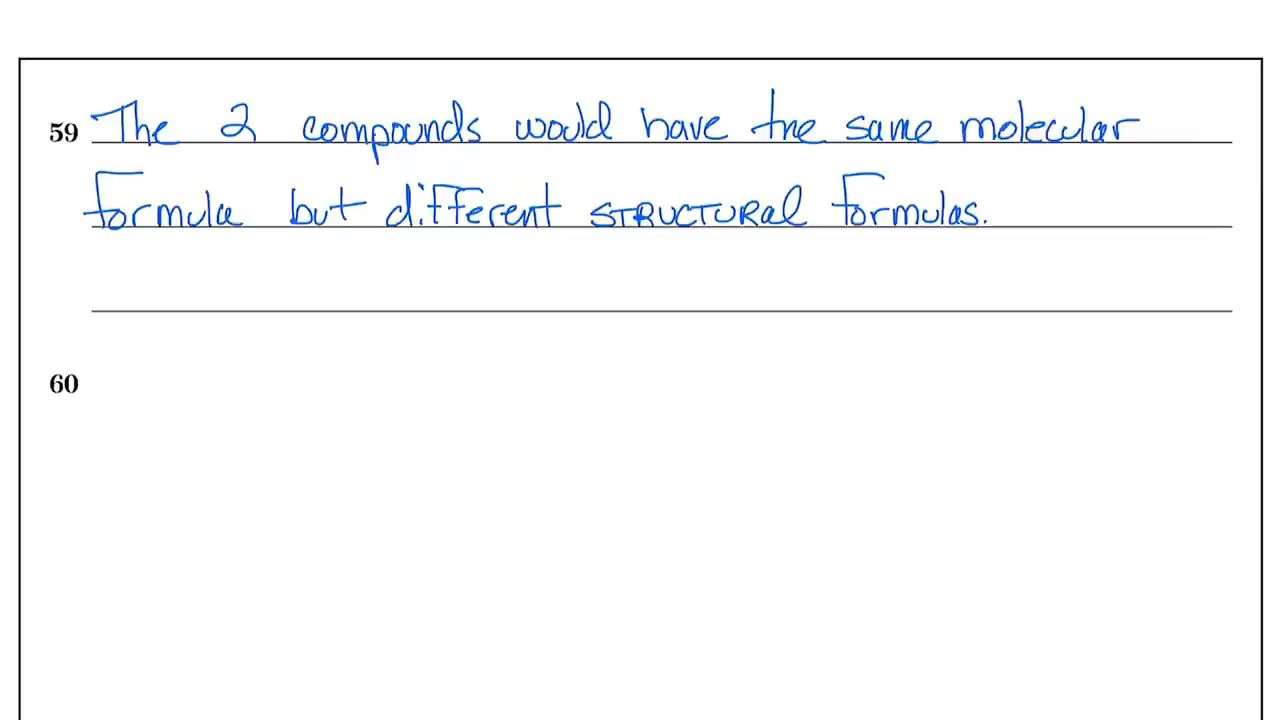 59 The 2 compounds would have the same molecular
formula but different STRUCTURAL formulas.
60